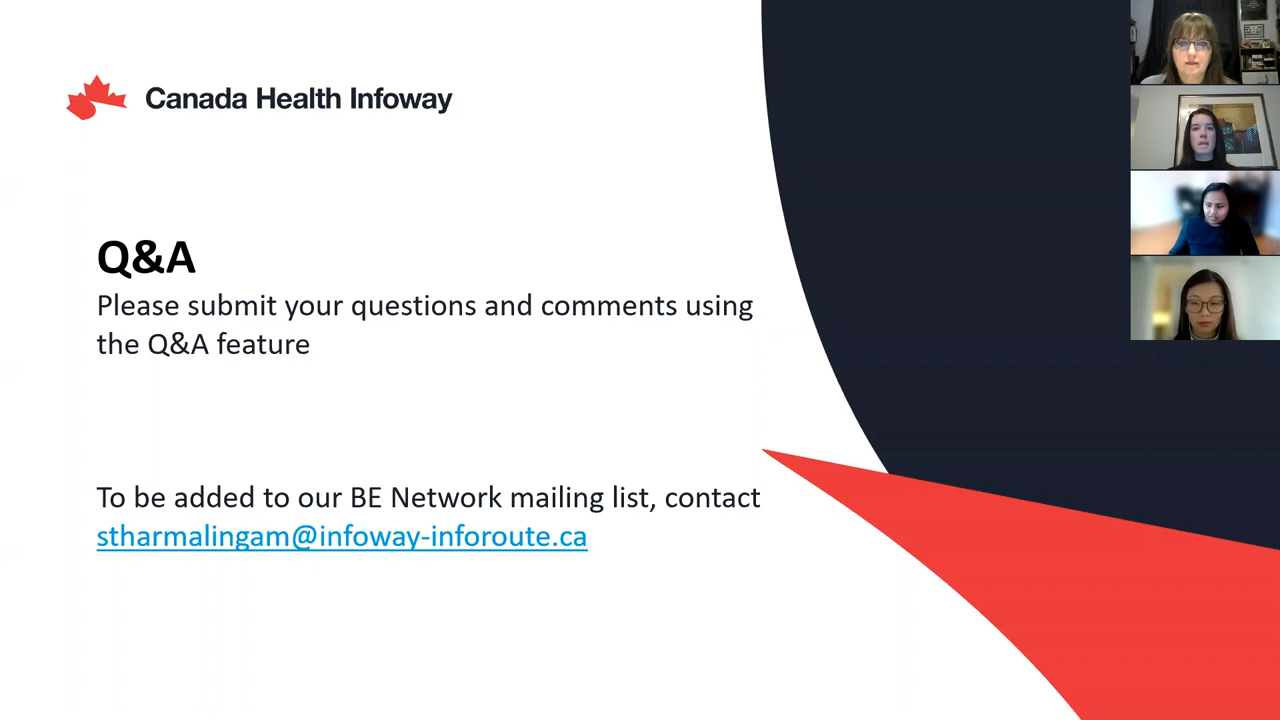 Canada Health Infoway
Q&A
Please submit your questions and comments using
the Q&A feature
To be added to our BE Network mailing list, contact
stharmalingam@infoway-inforoute.ca